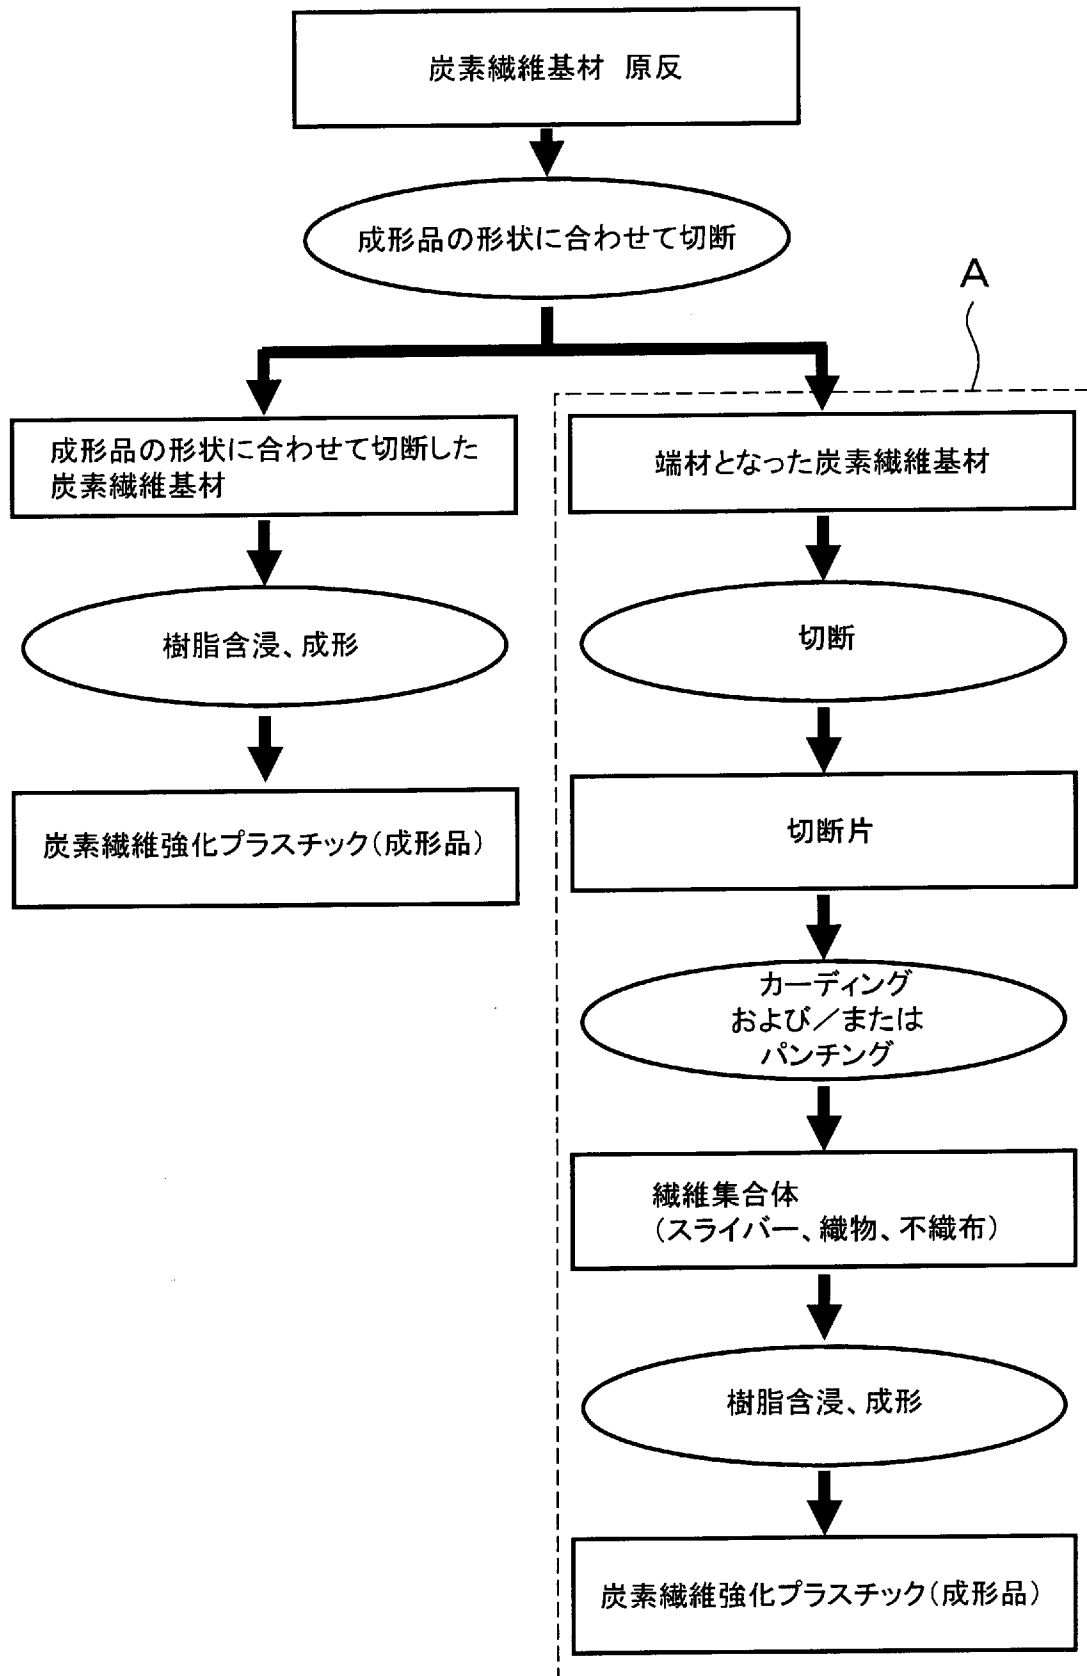 炭素繊維基材 原反
成形品の形状に合わせて切断
A
成形品の形状に合わせて切断した
炭素繊維基材
樹脂含浸、成形
炭素繊維強化プラスチック(成形品)
端材となった炭素繊維基材
切断
切断片
カーディング
および/または
パンチング
繊維集合体
(スライバー、織物、不織布)
樹脂含浸、成形
炭素繊維強化プラスチック(成形品)